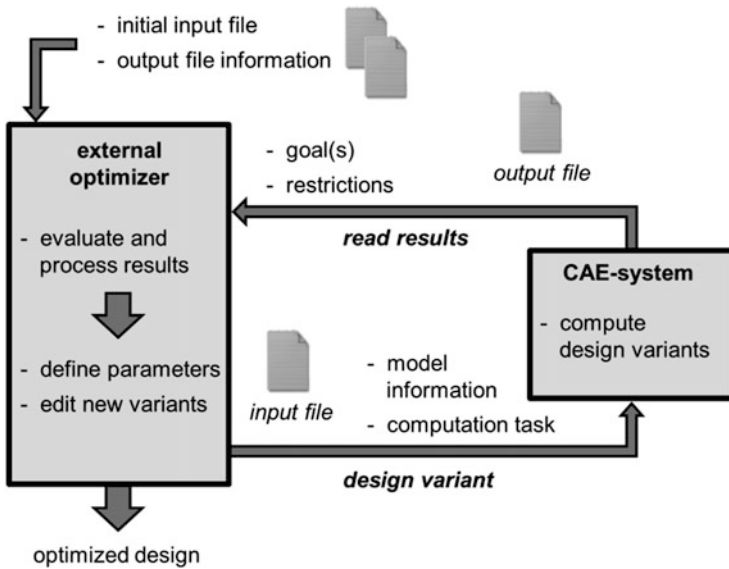 - initial input file
- output file information
external
optimizer
- evaluate and
process results
- define parameters
- edit new variants
optimized design
- goal(s)
- restrictions
output file
read results
CAE-system
- compute
design variants
input file
- model
information
- computation task
design variant